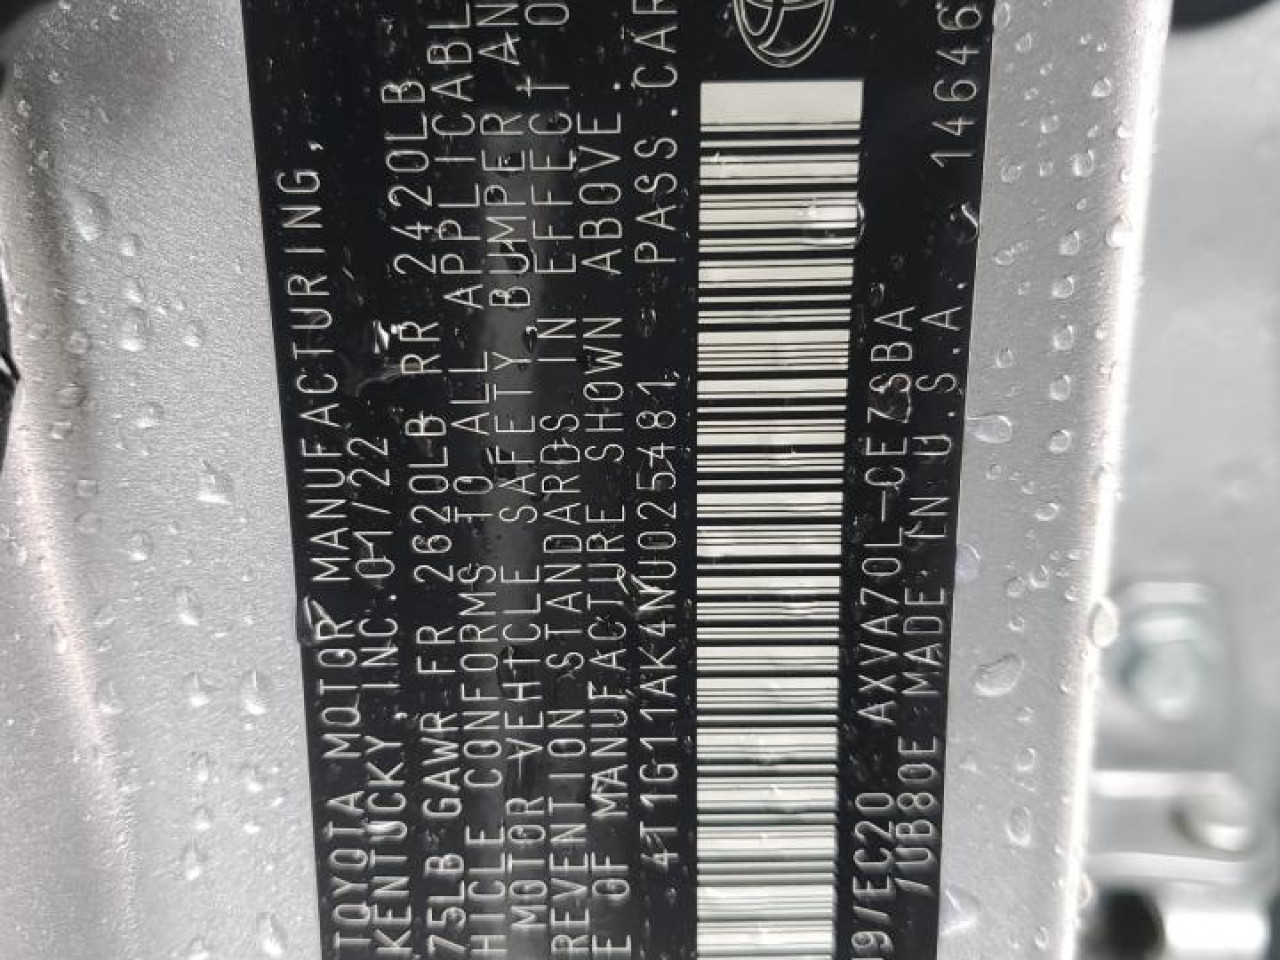 TOYOTA MOTOR MANUFACTURING,
KENTUCKY, INC. 01/22
75LB GAWR FR 2620LB RR 2420LB
HICLE CONFORMS TO ALL APPLICABL
MOTOR VEHICLE SAFETY, BUMPER AN
REVENTION STANDARDS IN EFFECT O
E OF MANUFACTURE SHOWN ABOVE.
4T1G11AK4NU025481 PASS.CAR
09/EC20 AXVA70L-CEZSBA
/UB80E MADE IN U.S.A. 14646